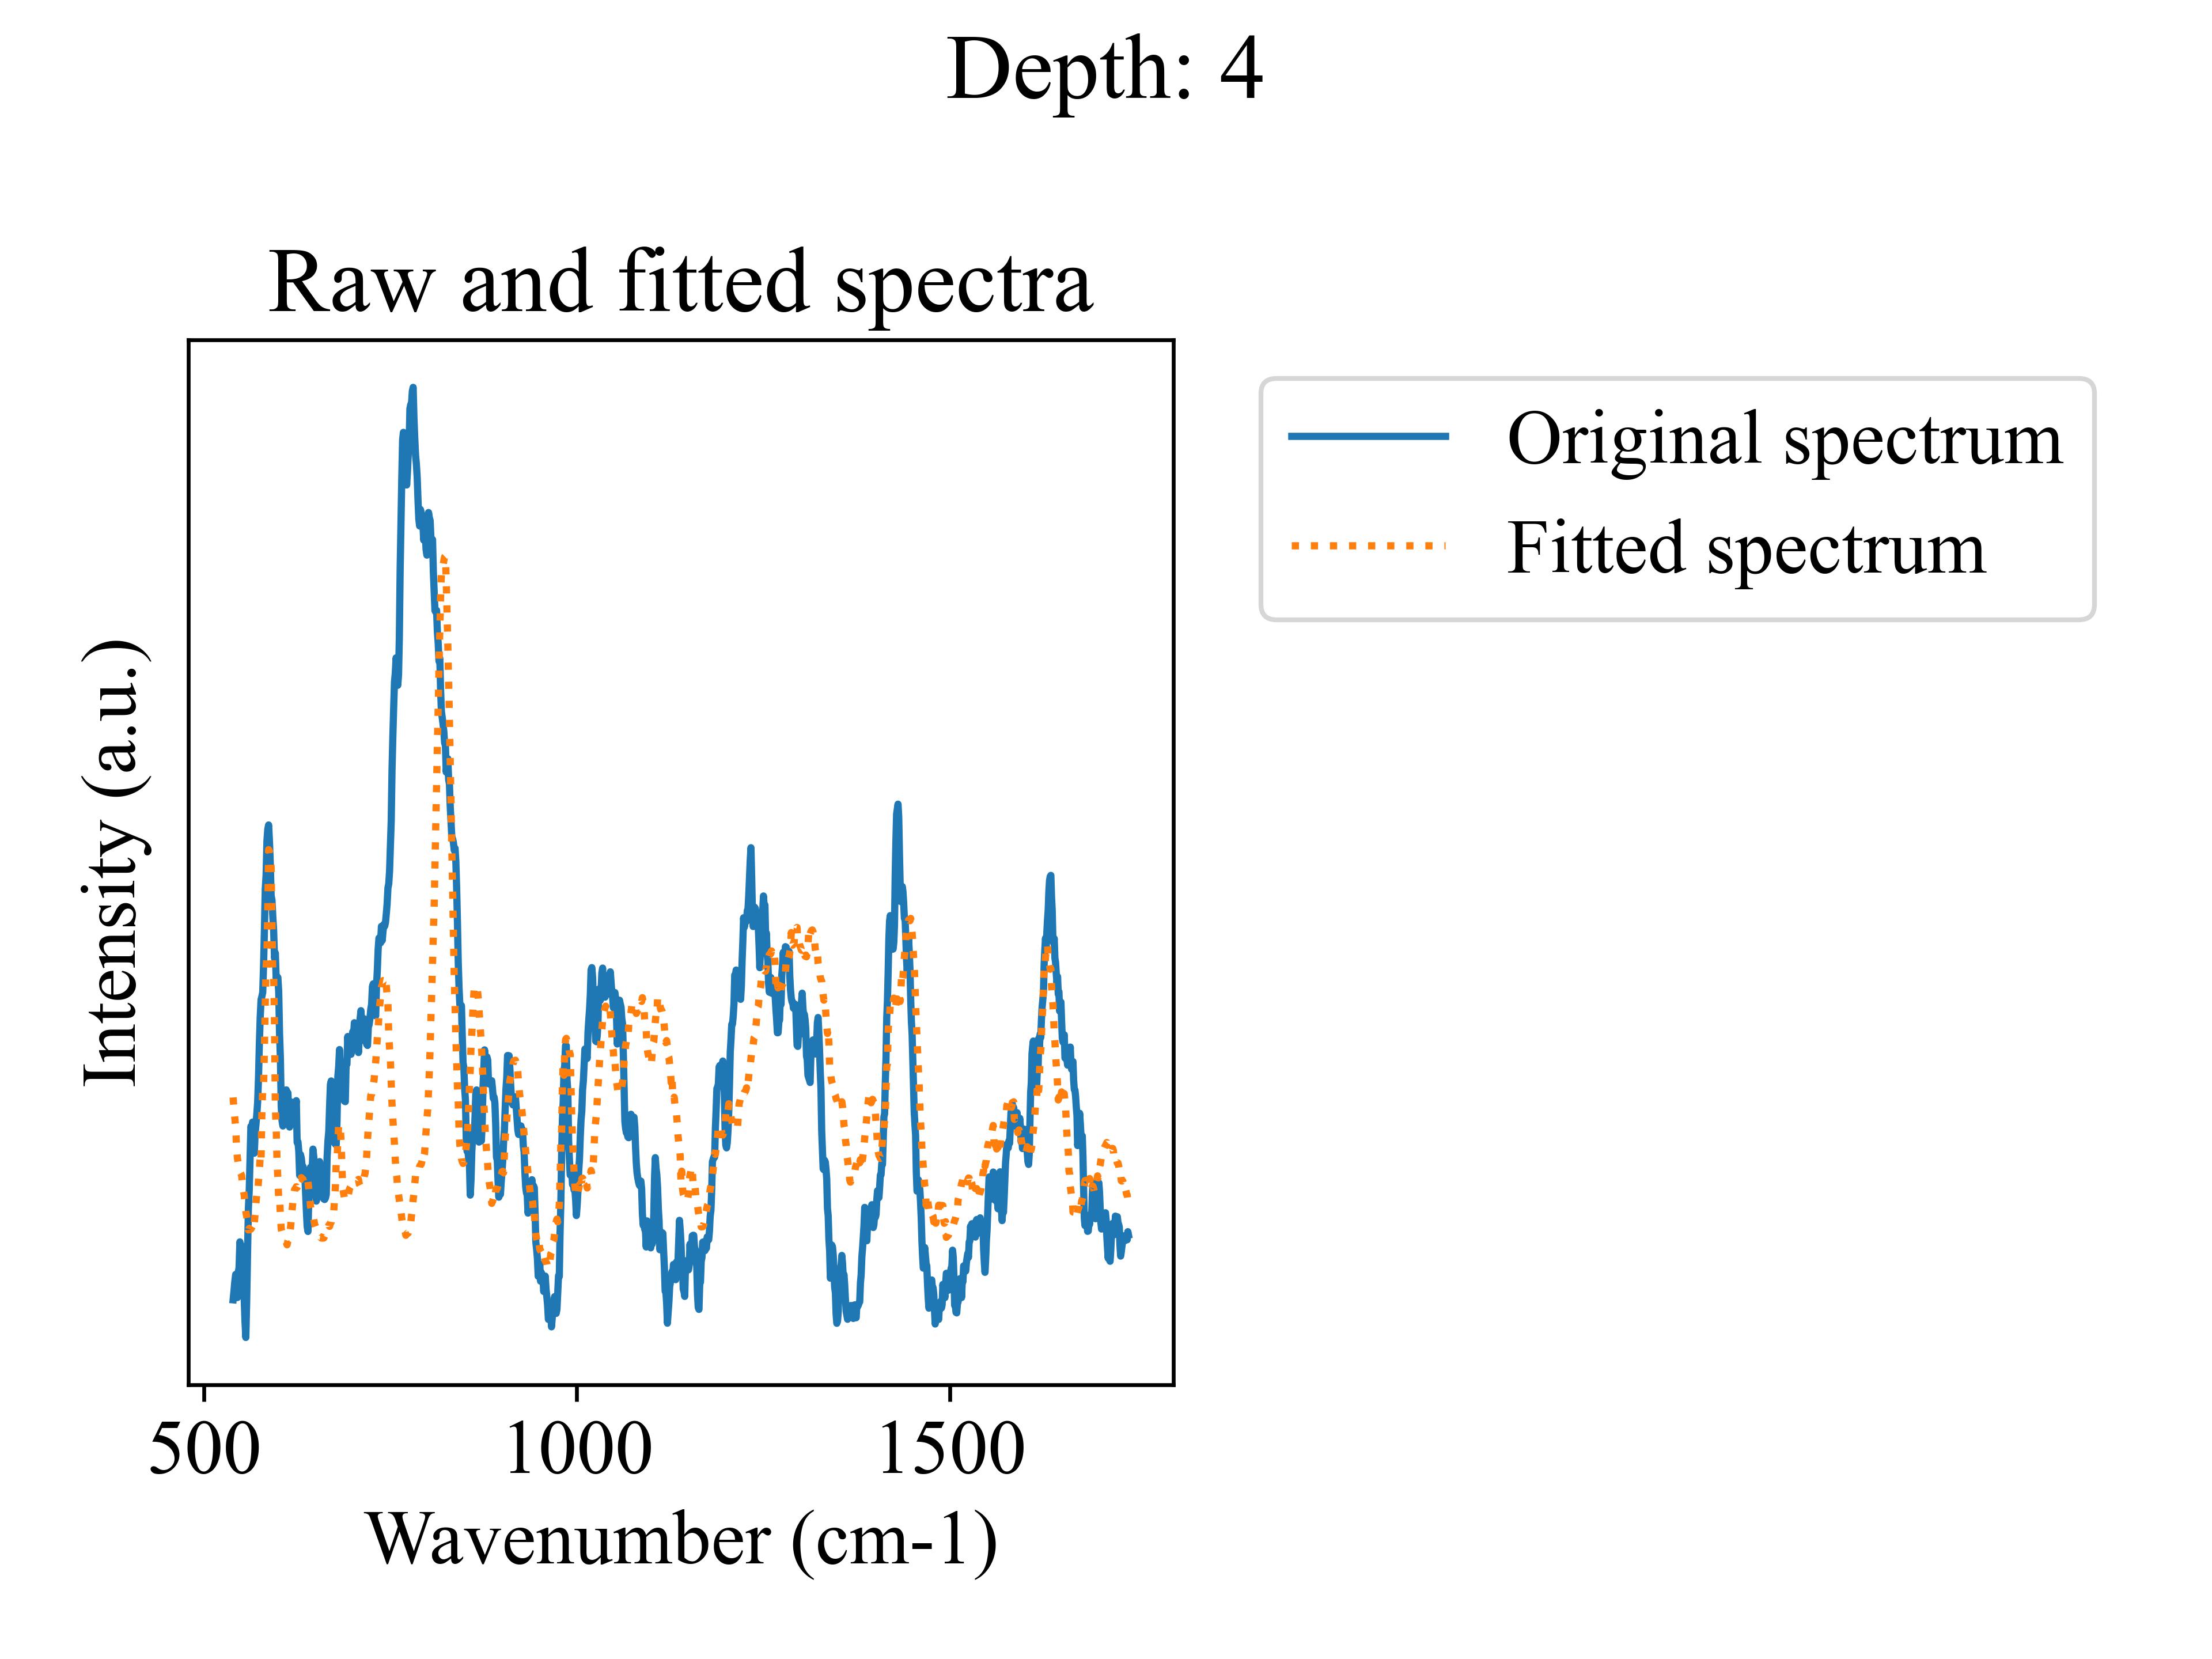 Depth: 4
Raw and fitted spectra
Original spectrum
Fitted spectrum
Intensity (a.u.)
500 1000 1500
Wavenumber (cm-1)